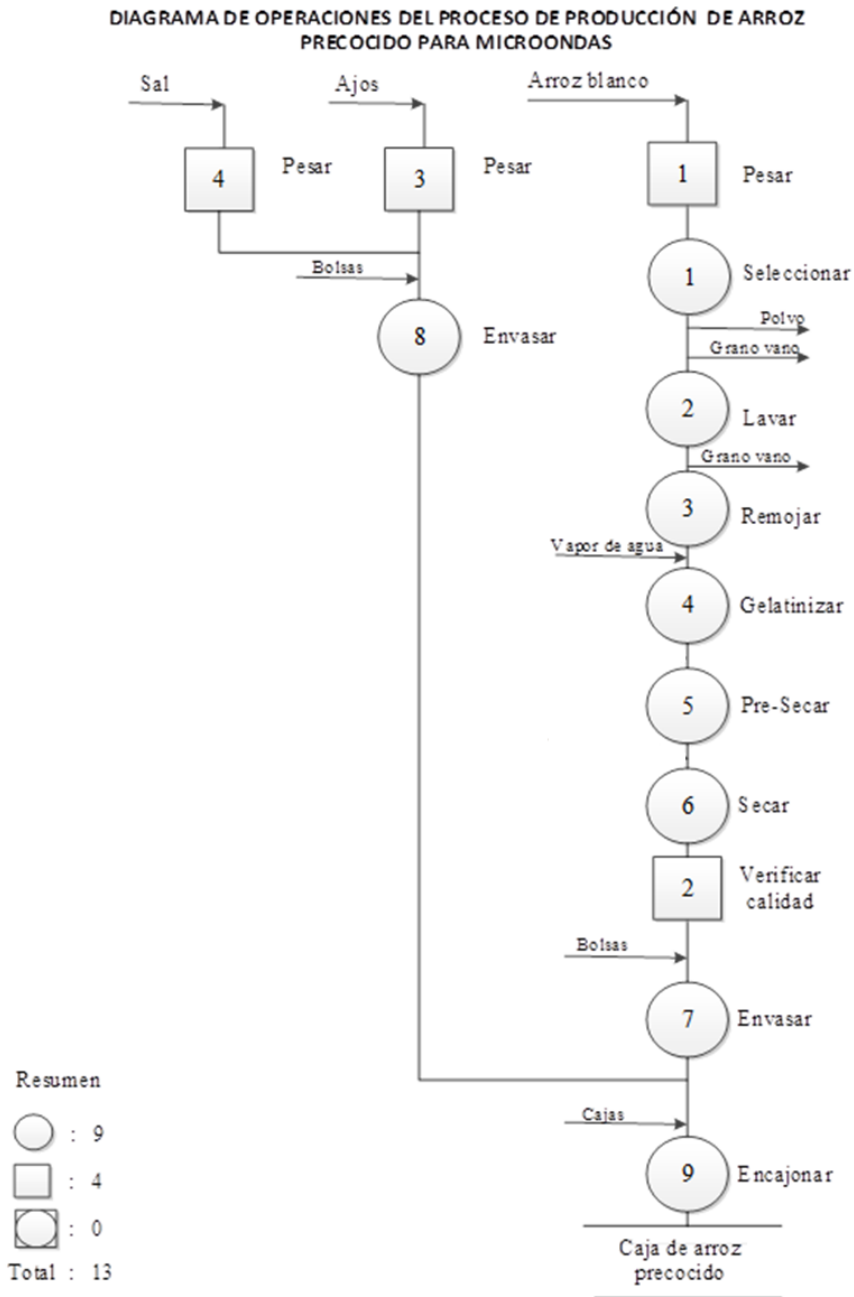 DIAGRAMA DE OPERACIONES DEL PROCESO DE PRODUCCIÓN DE ARROZ
PRECOCIDO PARA MICROONDAS
Sal
Ajos
Arroz blanco
4
Pesar
3
Pesar
1
Pesar
Bolsas
1
Seleccionar
Polvo
8
Envasar
Grano vano
2
Lavar
Grano vano
3
Remojar
Vapor de agua
4
Gelatinizar
5
Pre-Secar
6
Secar
2
Verificar
calidad
Bolsas
7
Envasar
Cajas
9
Encajonar
Caja de arroz
precocido
Resumen
: 9
: 4
: 0
Total : 13